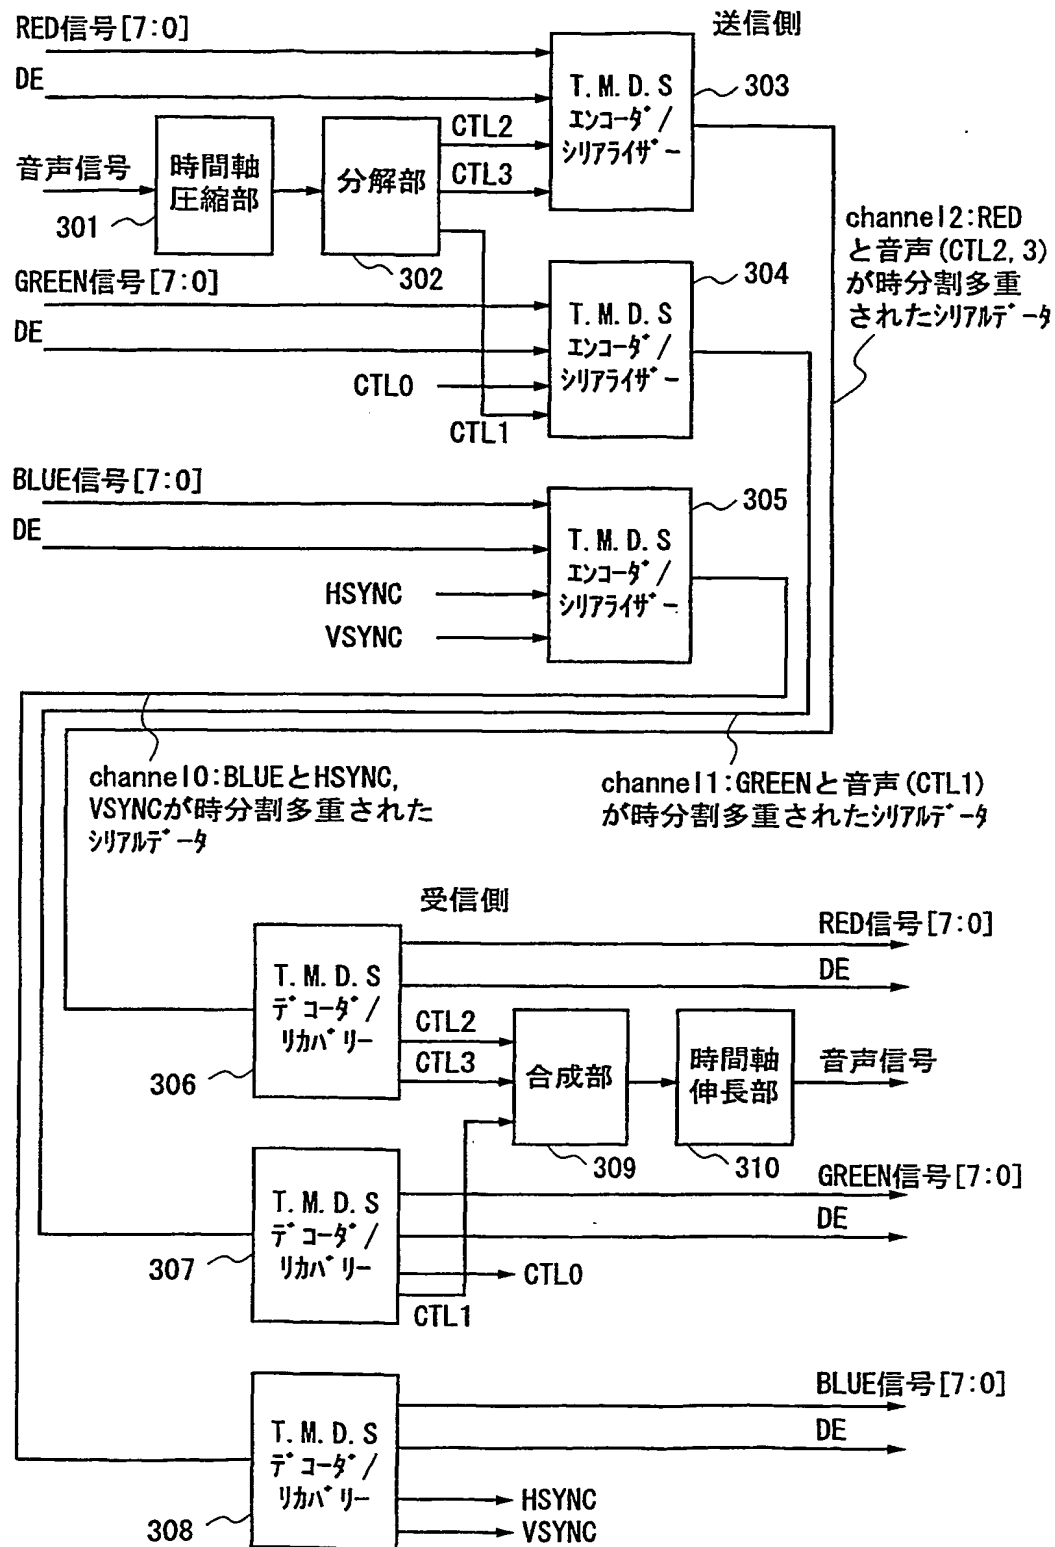 送信側
RED信号[7:0]
DE
T.M.D.S
ｴﾝｺｰﾀﾞ/
ｼﾘｱﾗｲｻﾞｰ
303
CTL2
CTL3
音声信号
時間軸
圧縮部
301
分解部
302
channel2:RED
と音声(CTL2,3)
が時分割多重
されたｼﾘｱﾙﾃﾞｰﾀ
GREEN信号[7:0]
DE
CTL0
CTL1
T.M.D.S
ｴﾝｺｰﾀﾞ/
ｼﾘｱﾗｲｻﾞｰ
304
BLUE信号[7:0]
DE
HSYNC
VSYNC
T.M.D.S
ｴﾝｺｰﾀﾞ/
ｼﾘｱﾗｲｻﾞｰ
305
channel0:BLUEとHSYNC,
VSYNCが時分割多重された
ｼﾘｱﾙﾃﾞｰﾀ
channel1:GREENと音声(CTL1)
が時分割多重されたｼﾘｱﾙﾃﾞｰﾀ
受信側
T.M.D.S
ﾃﾞｺｰﾀﾞ/
ﾘｶﾊﾞﾘｰ
306
RED信号[7:0]
DE
CTL2
CTL3
合成部
309
時間軸
伸長部
310
音声信号
T.M.D.S
ﾃﾞｺｰﾀﾞ/
ﾘｶﾊﾞﾘｰ
307
GREEN信号[7:0]
DE
CTL0
CTL1
T.M.D.S
ﾃﾞｺｰﾀﾞ/
ﾘｶﾊﾞﾘｰ
308
BLUE信号[7:0]
DE
HSYNC
VSYNC